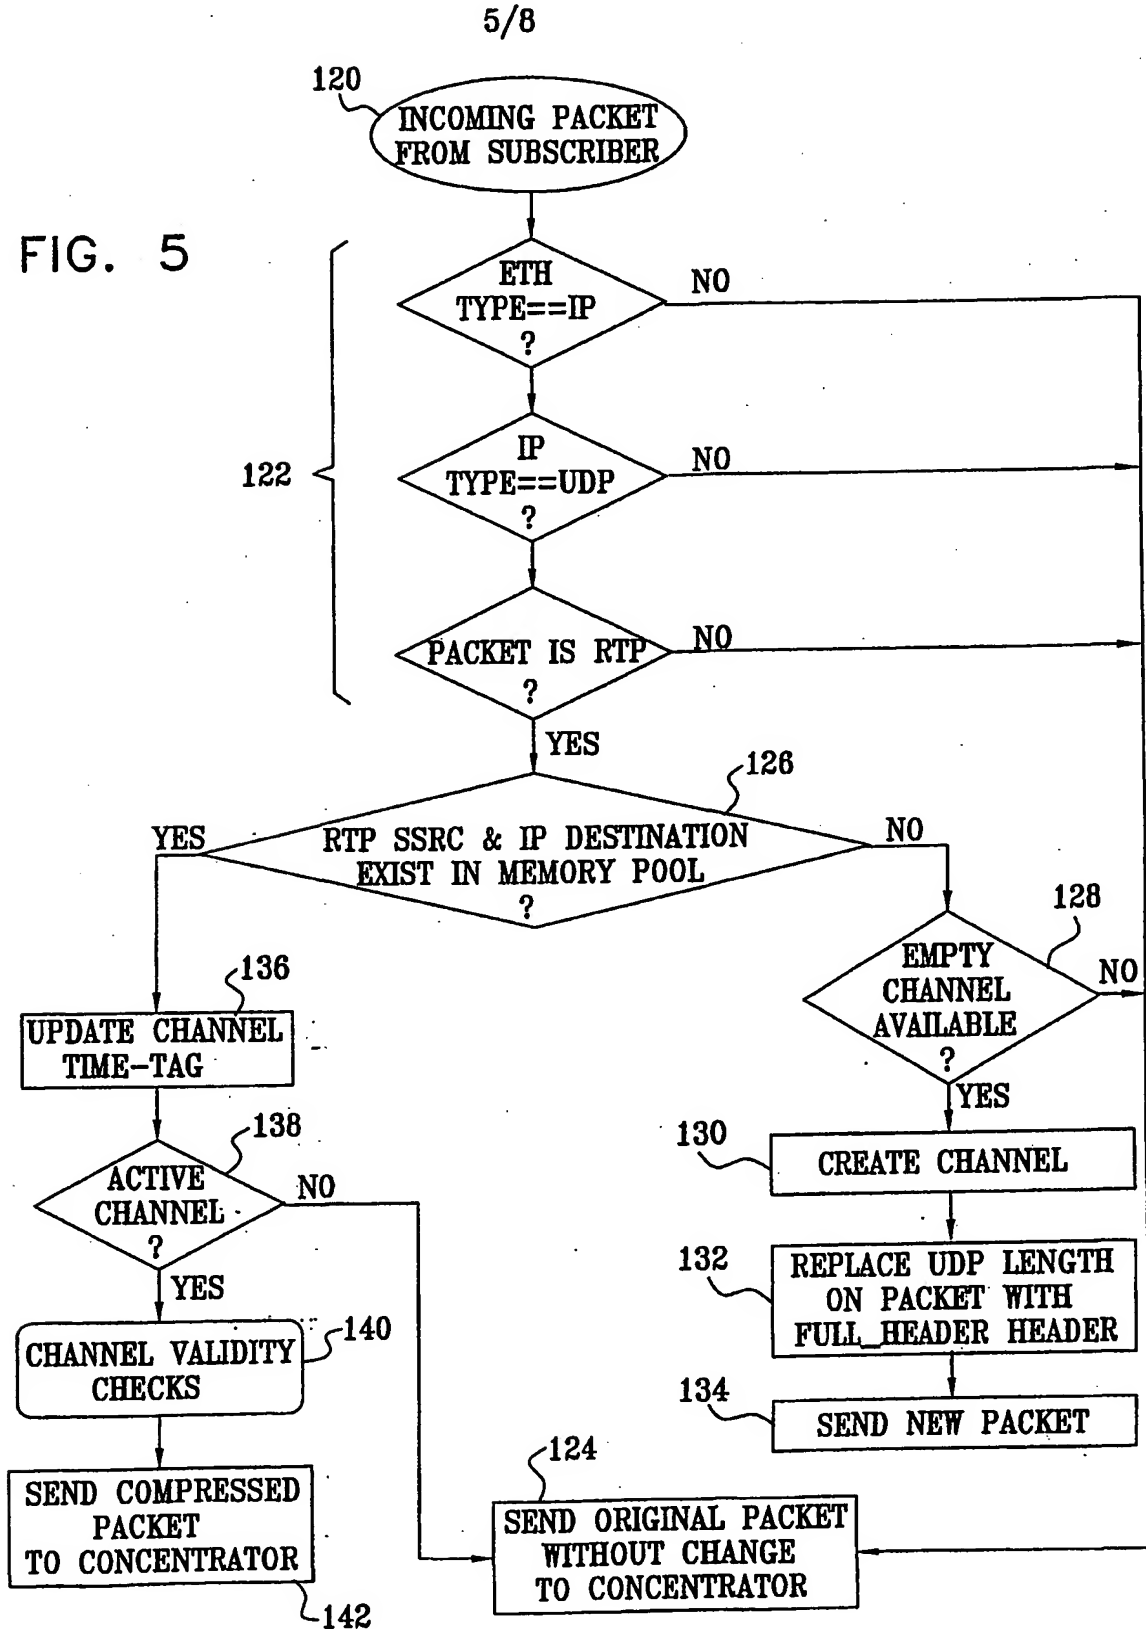 5/8
120
INCOMING PACKET
FROM SUBSCRIBER
FIG. 5
ETH
TYPE==IP
?
NO
122
IP
TYPE==UDP
?
NO
PACKET IS RTP
?
NO
YES
126
YES
RTP SSRC & IP DESTINATION
EXIST IN MEMORY POOL
?
NO
128
EMPTY
CHANNEL
AVAILABLE
?
NO
YES
136
UPDATE CHANNEL
TIME-TAG
138
ACTIVE
CHANNEL
?
NO
YES
130
CREATE CHANNEL
132
REPLACE UDP LENGTH
ON PACKET WITH
FULL_HEADER HEADER
140
CHANNEL VALIDITY
CHECKS
134
SEND NEW PACKET
124
SEND ORIGINAL PACKET
WITHOUT CHANGE
TO CONCENTRATOR
SEND COMPRESSED
PACKET
TO CONCENTRATOR
142